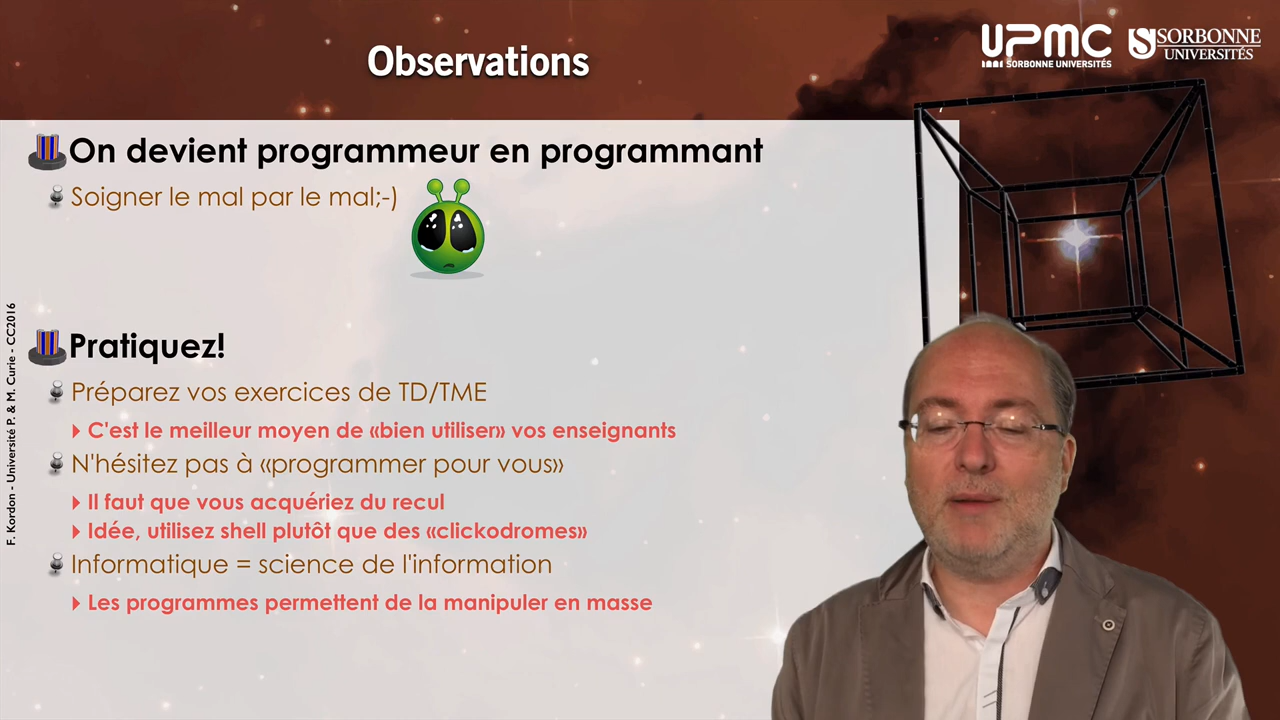 Observations
UPMC
SORBONNE UNIVERSITÉS
SORBONNE
UNIVERSITÉS
On devient programmeur en programmant
Soigner le mal par le mal;-)
Pratiquez!
Préparez vos exercices de TD/TME
C'est le meilleur moyen de «bien utiliser» vos enseignants
N'hésitez pas à «programmer pour vous»
Il faut que vous acquériez du recul
Idée, utilisez shell plutôt que des «clickodromes»
Informatique = science de l'information
Les programmes permettent de la manipuler en masse
F. Kordon - Université P. & M. Curie - CC2016